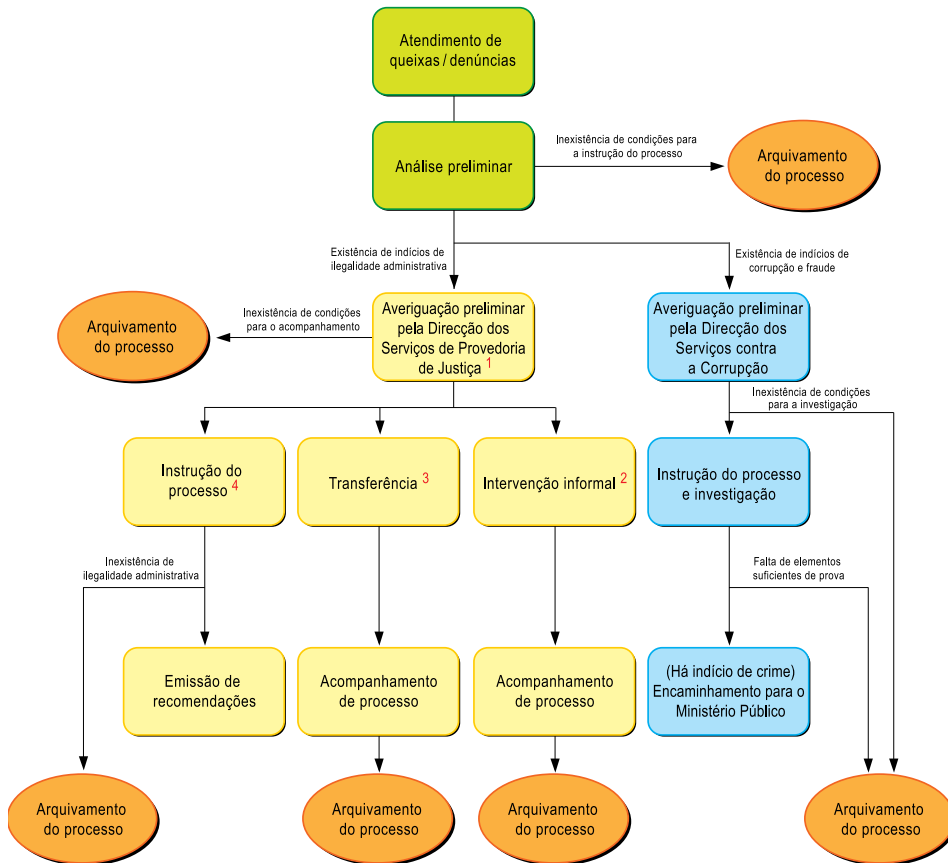 Atendimento de
queixas / denúncias
Análise preliminar
Inexistência de condições para
a instrução do processo
Arquivamento
do processo
Existência de indícios de
ilegalidade administrativa
Existência de indícios de
corrupção e fraude
Arquivamento
do processo
Inexistência de condições
para o acompanhamento
Averiguação preliminar
pela Direcção dos
Serviços de Provedoria
de Justiça 1
Averiguação preliminar
pela Direcção dos
Serviços contra
a Corrupção
Inexistência de condições
para a investigação
Instrução do
processo 4
Transferência 3
Intervenção informal 2
Instrução do processo
e investigação
Inexistência de
ilegalidade administrativa
Falta de elementos
suficientes de prova
Emissão de
recomendações
Acompanhamento
de processo
Acompanhamento
de processo
(Há indício de crime)
Encaminhamento para o
Ministério Público
Arquivamento
do processo
Arquivamento
do processo
Arquivamento
do processo
Arquivamento
do processo